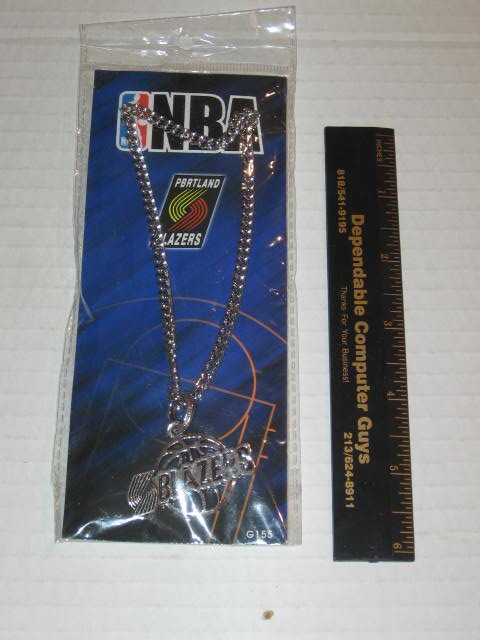 NBA
PORTLAND
BLAZERS
BLAZERS
G155
INCHES
1
2
3
4
5
6
818/541-9195
Dependable Computer Guys
Thanks For Your Business!
213/624-8911